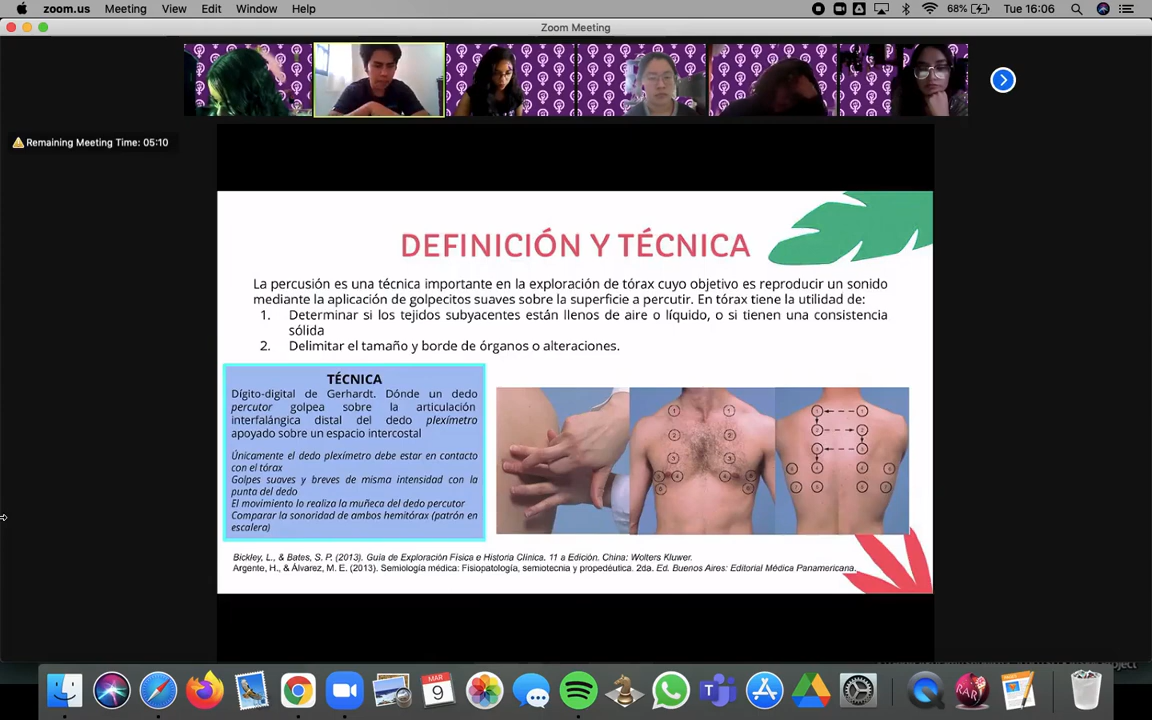 zoom.us Meeting View Edit Window Help 68% Tue 16:06
Zoom Meeting
Remaining Meeting Time: 05:10
DEFINICIÓN Y TÉCNICA
La percusión es una técnica importante en la exploración de tórax cuyo objetivo es reproducir un sonido
mediante la aplicación de golpecitos suaves sobre la superficie a percutir. En tórax tiene la utilidad de:
1. Determinar si los tejidos subyacentes están llenos de aire o líquido, o si tienen una consistencia
sólida
2. Delimitar el tamaño y borde de órganos o alteraciones.
TÉCNICA
Dígito-digital de Gerhardt. Dónde un dedo
percutor golpea sobre la articulación
interfalángica distal del dedo plexímetro
apoyado sobre un espacio intercostal
Únicamente el dedo plexímetro debe estar en contacto
con el tórax
Golpes suaves y breves de misma intensidad con la
punta del dedo
El movimiento lo realiza la muñeca del dedo percutor
Comparar la sonoridad de ambos hemitórax (patrón en
escalera)
Bickley, L., & Bates, S. P. (2013). Guía de Exploración Física e Historia Clínica. 11 a Edición. China: Wolters Kluwer.
Argente, H., & Álvarez, M. E. (2013). Semiología médica: Fisiopatología, semiotecnia y propedéutica. 2da. Ed. Buenos Aires: Editorial Médica Panamericana.
MAR
9
RAR